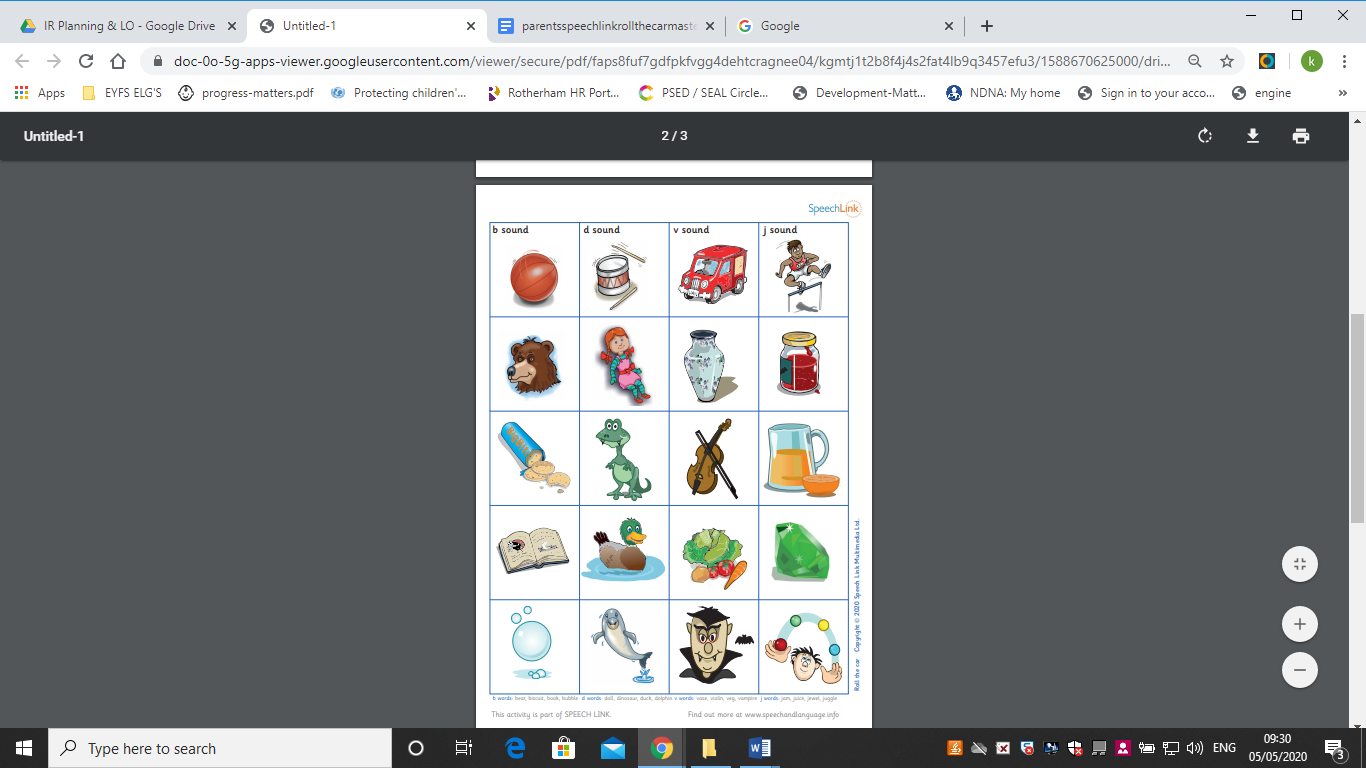 IR Planning & LO - Google Drive
Untitled-1
parentsspeechlinkrollthecarmaste
Google
doc-0o-5g-apps-viewer.googleusercontent.com/viewer/secure/pdf/faps8fuf7gdfpkfvgg4dehtcragnee04/kgmtj1t2b8f4j4s2fat4lb9q3457efu3/1588670625000/dri...
k
Apps
EYFS ELG'S
progress-matters.pdf
Protecting children'...
Rotherham HR Port...
PSED / SEAL Circle...
Development-Matt...
NDNA: My home
Sign in to your acco...
engine
»
Untitled-1
2 / 3
SpeechLink
b sound
d sound
v sound
j sound
Roll the car Copyright © 2020 Speech Link Multimedia Ltd.
b words: bear, biscuit, book, bubble d words: doll, dinosaur, duck, dolphin v words: vase, violin, veg, vampire j words: jam, juice, jewel, juggle
This activity is part of SPEECH LINK.
Find out more at www.speechandlanguage.info
Type here to search
ENG
09:30
05/05/2020
3